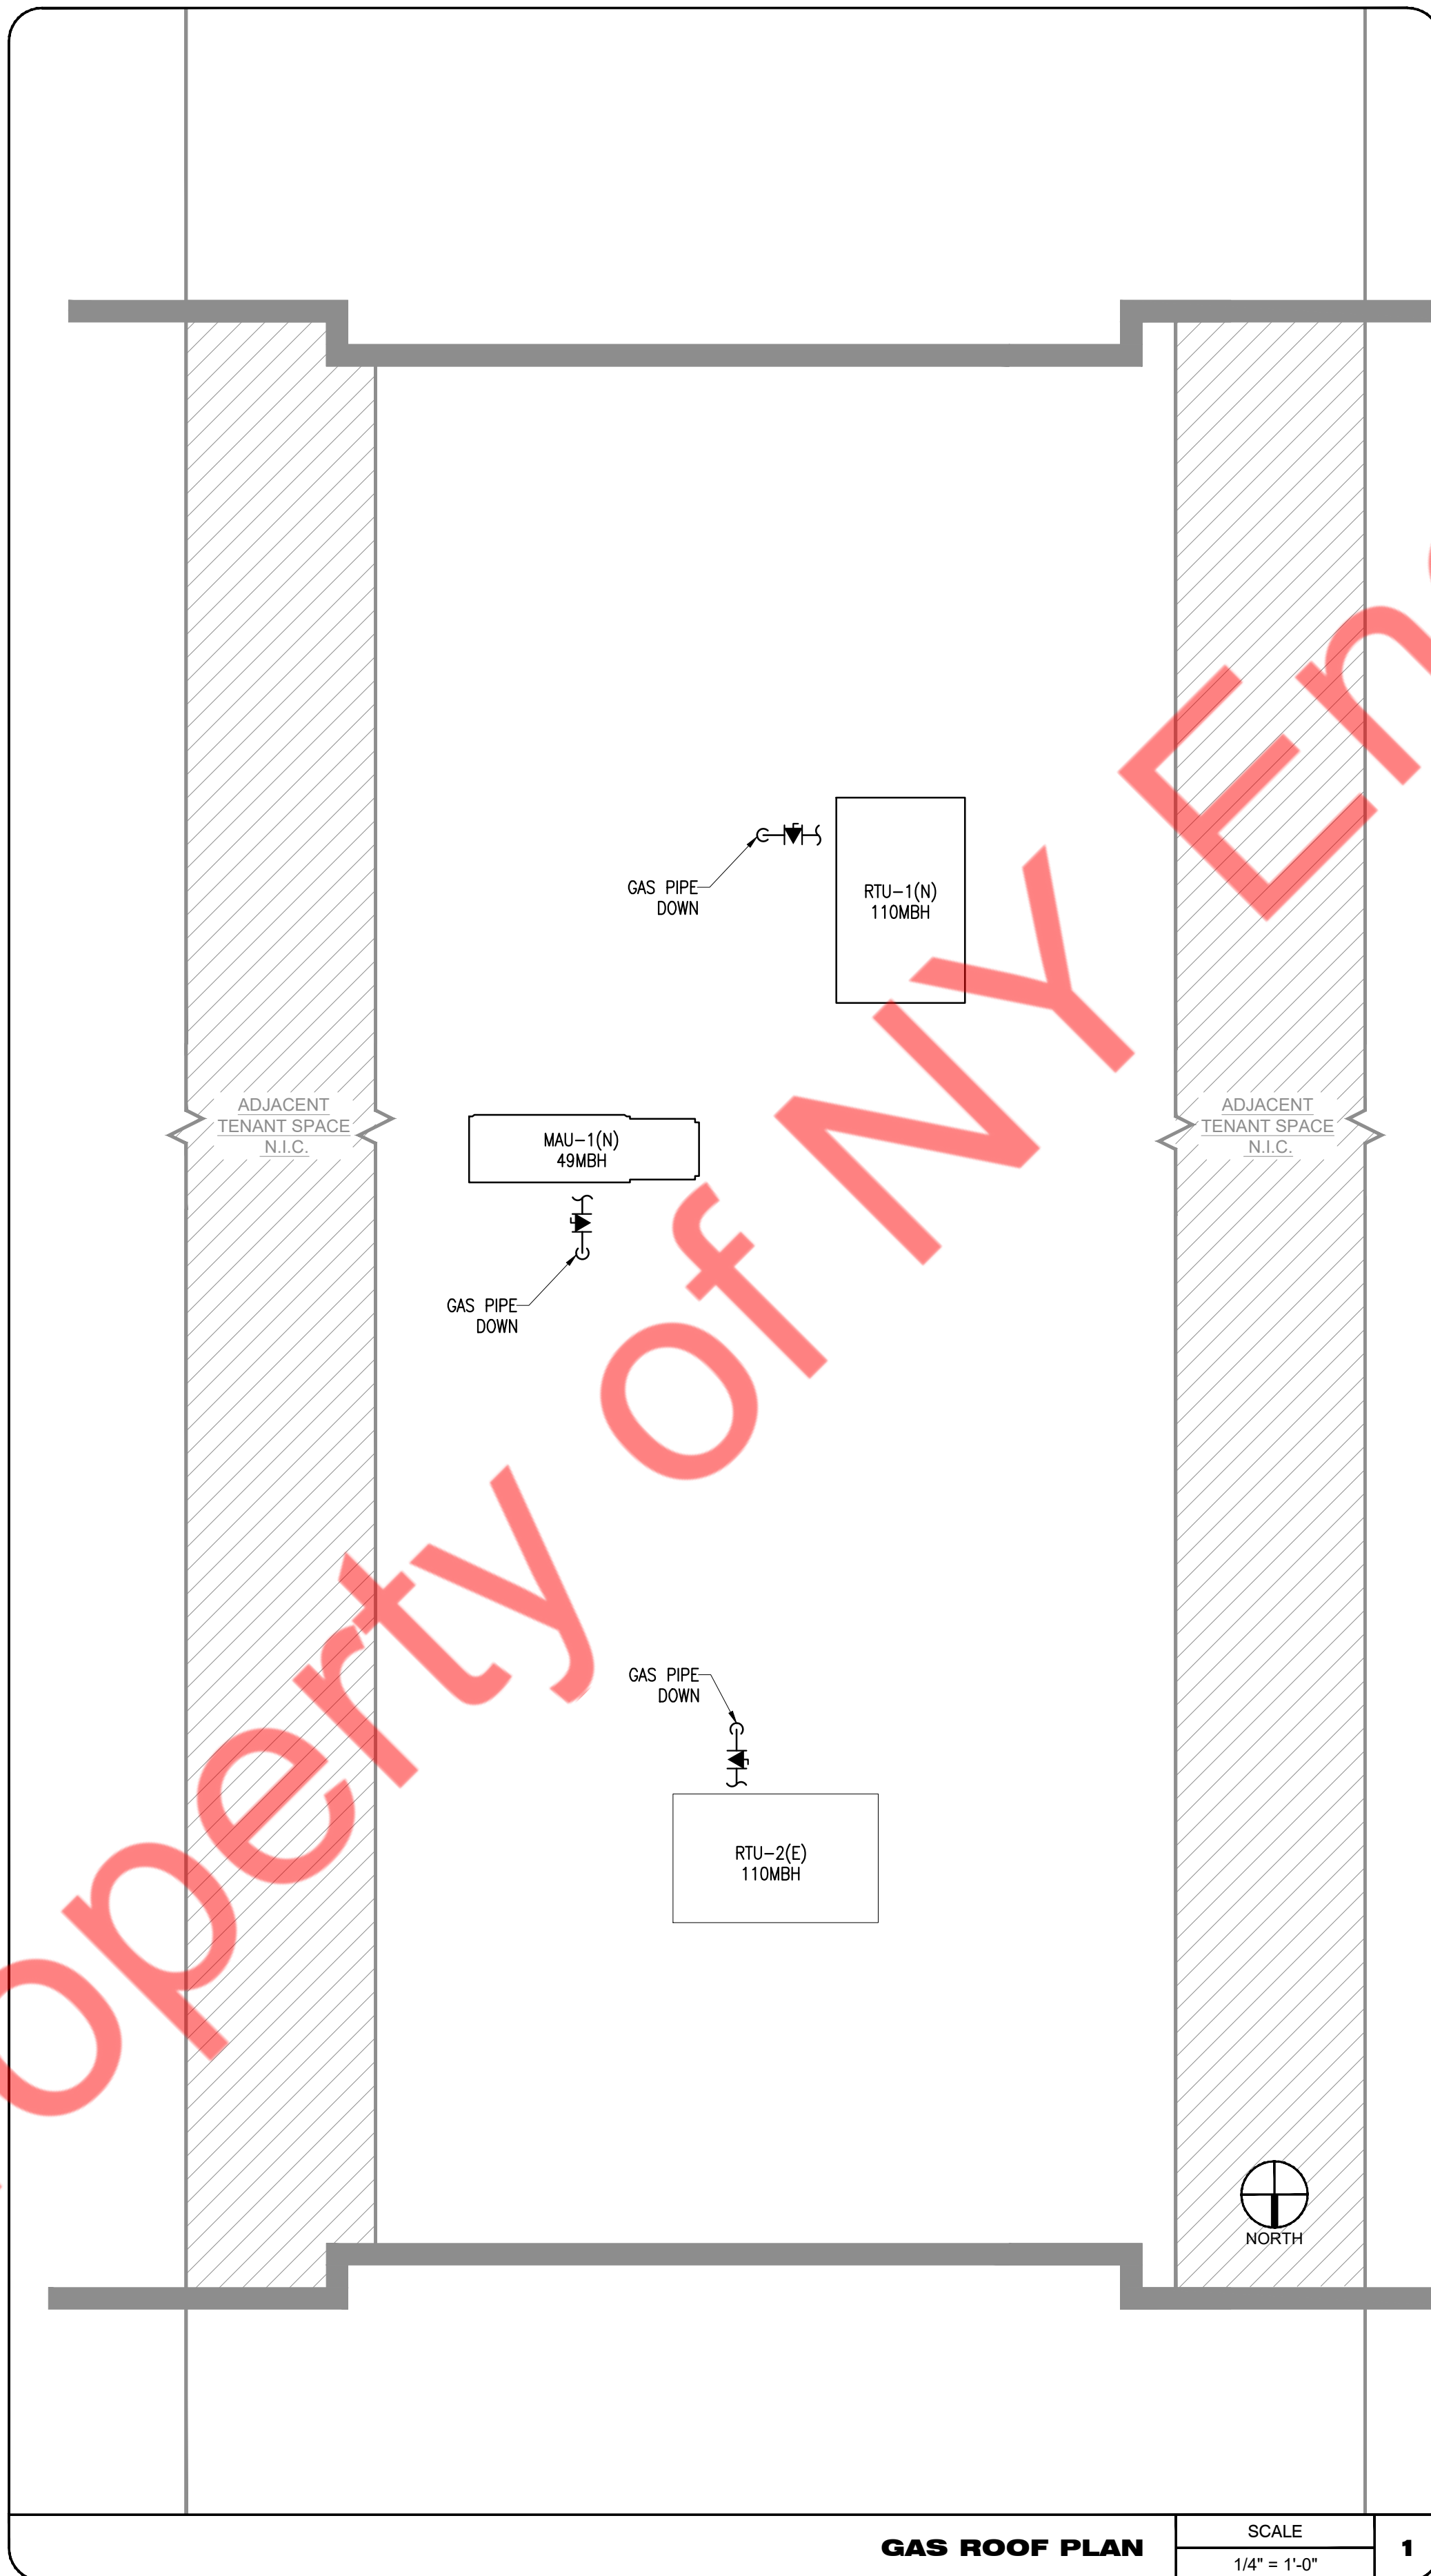 GAS PIPE
DOWN
RTU-1(N)
110MBH
ADJACENT
TENANT SPACE
N.I.C.
MAU-1(N)
49MBH
ADJACENT
TENANT SPACE
N.I.C.
GAS PIPE
DOWN
GAS PIPE
DOWN
RTU-2(E)
110MBH
NORTH
GAS ROOF PLAN
SCALE
1/4" = 1'-0"
1
operty of NY En